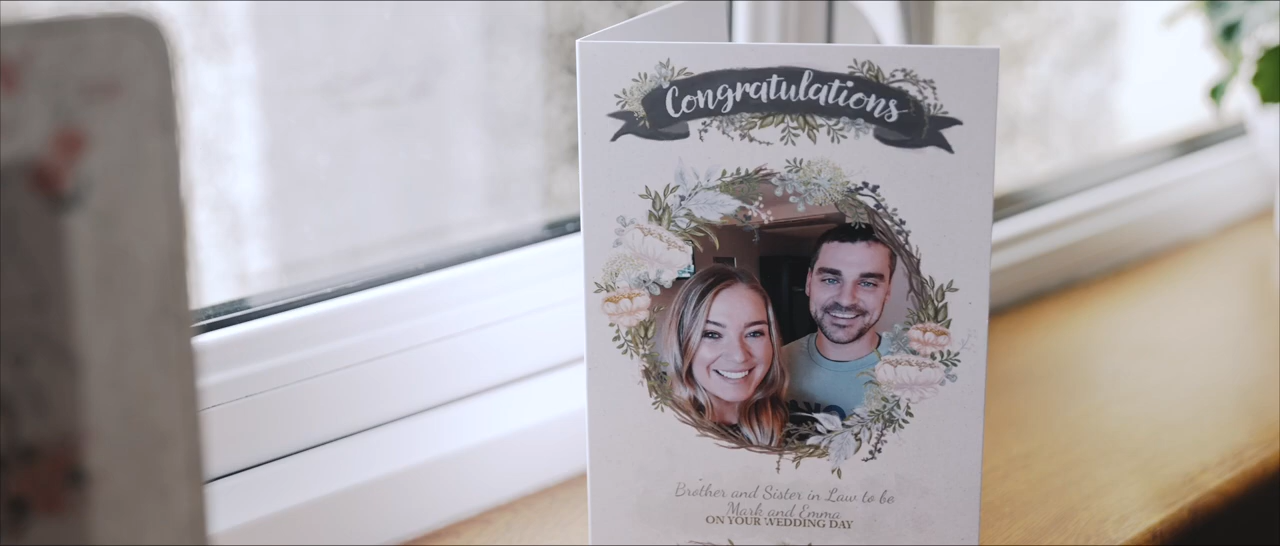 Congratulations
Brother and Sister in Law to be
Mark and Emma
ON YOUR WEDDING DAY